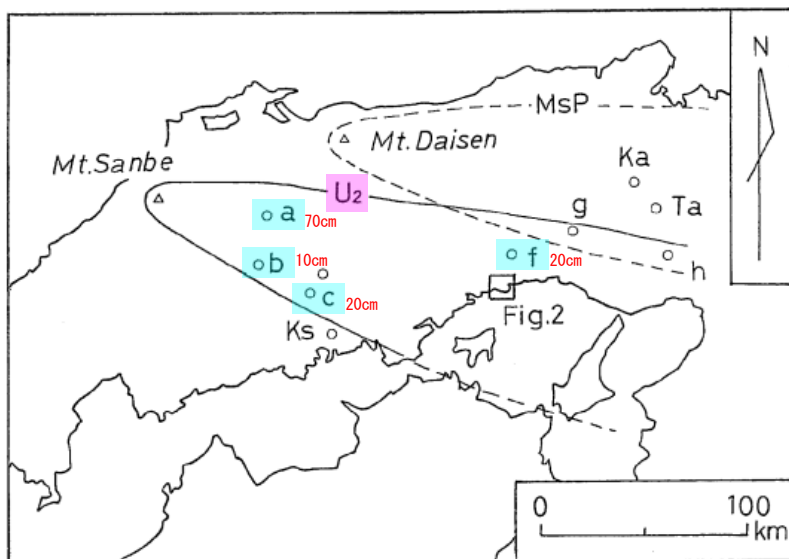 N
MsP
Mt.Daisen
Mt.Sanbe
Ka
U2
Ta
a 70cm
g
b 10cm
f 20cm
h
c 20cm
Fig.2
Ks
0 100
km